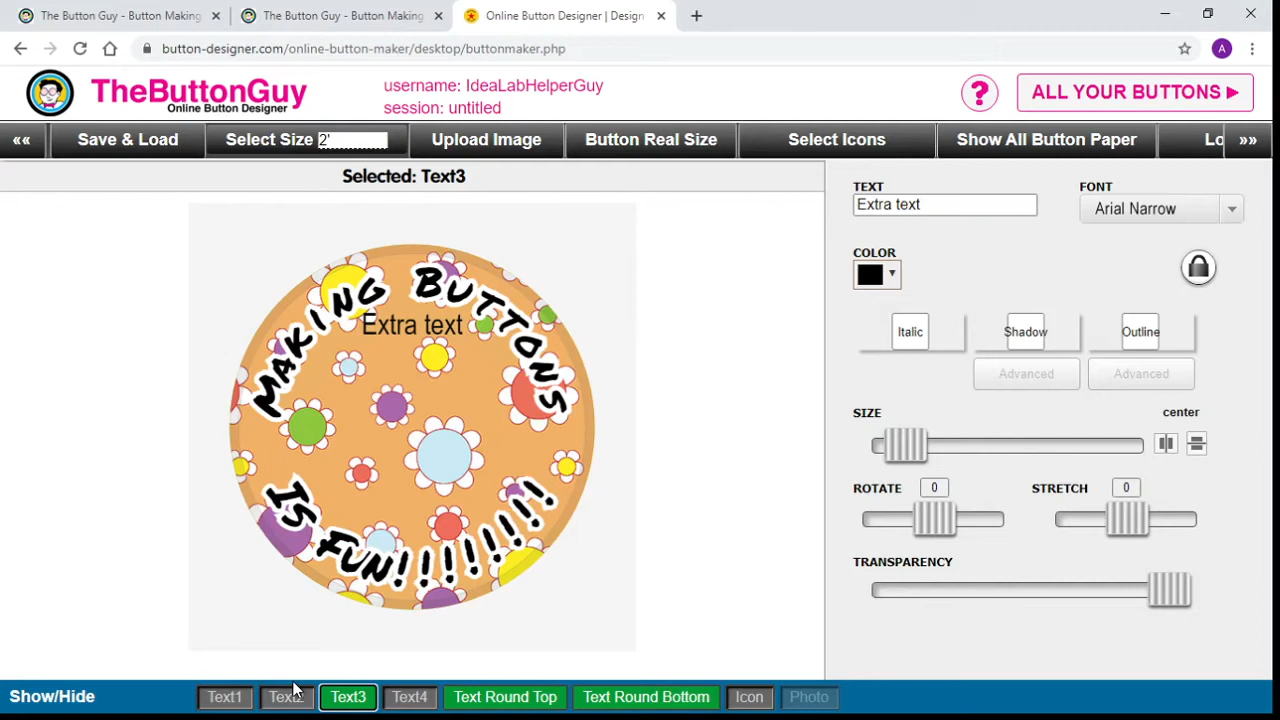 The Button Guy - Button Making
The Button Guy - Button Making
Online Button Designer | Design
button-designer.com/online-button-maker/desktop/buttonmaker.php
A
TheButtonGuy
Online Button Designer
username: IdeaLabHelperGuy
session: untitled
?
ALL YOUR BUTTONS ▶
«« Save & Load Select Size 2' Upload Image Button Real Size Select Icons Show All Button Paper Lo »»
Selected: Text3
MAKING BUTTONS
Extra text
IS FUN!!!!!!!
TEXT
Extra text
FONT
Arial Narrow
COLOR
Italic Shadow Outline
Advanced Advanced
SIZE center
ROTATE 0 STRETCH 0
TRANSPARENCY
Show/Hide Text1 Text2 Text3 Text4 Text Round Top Text Round Bottom Icon Photo